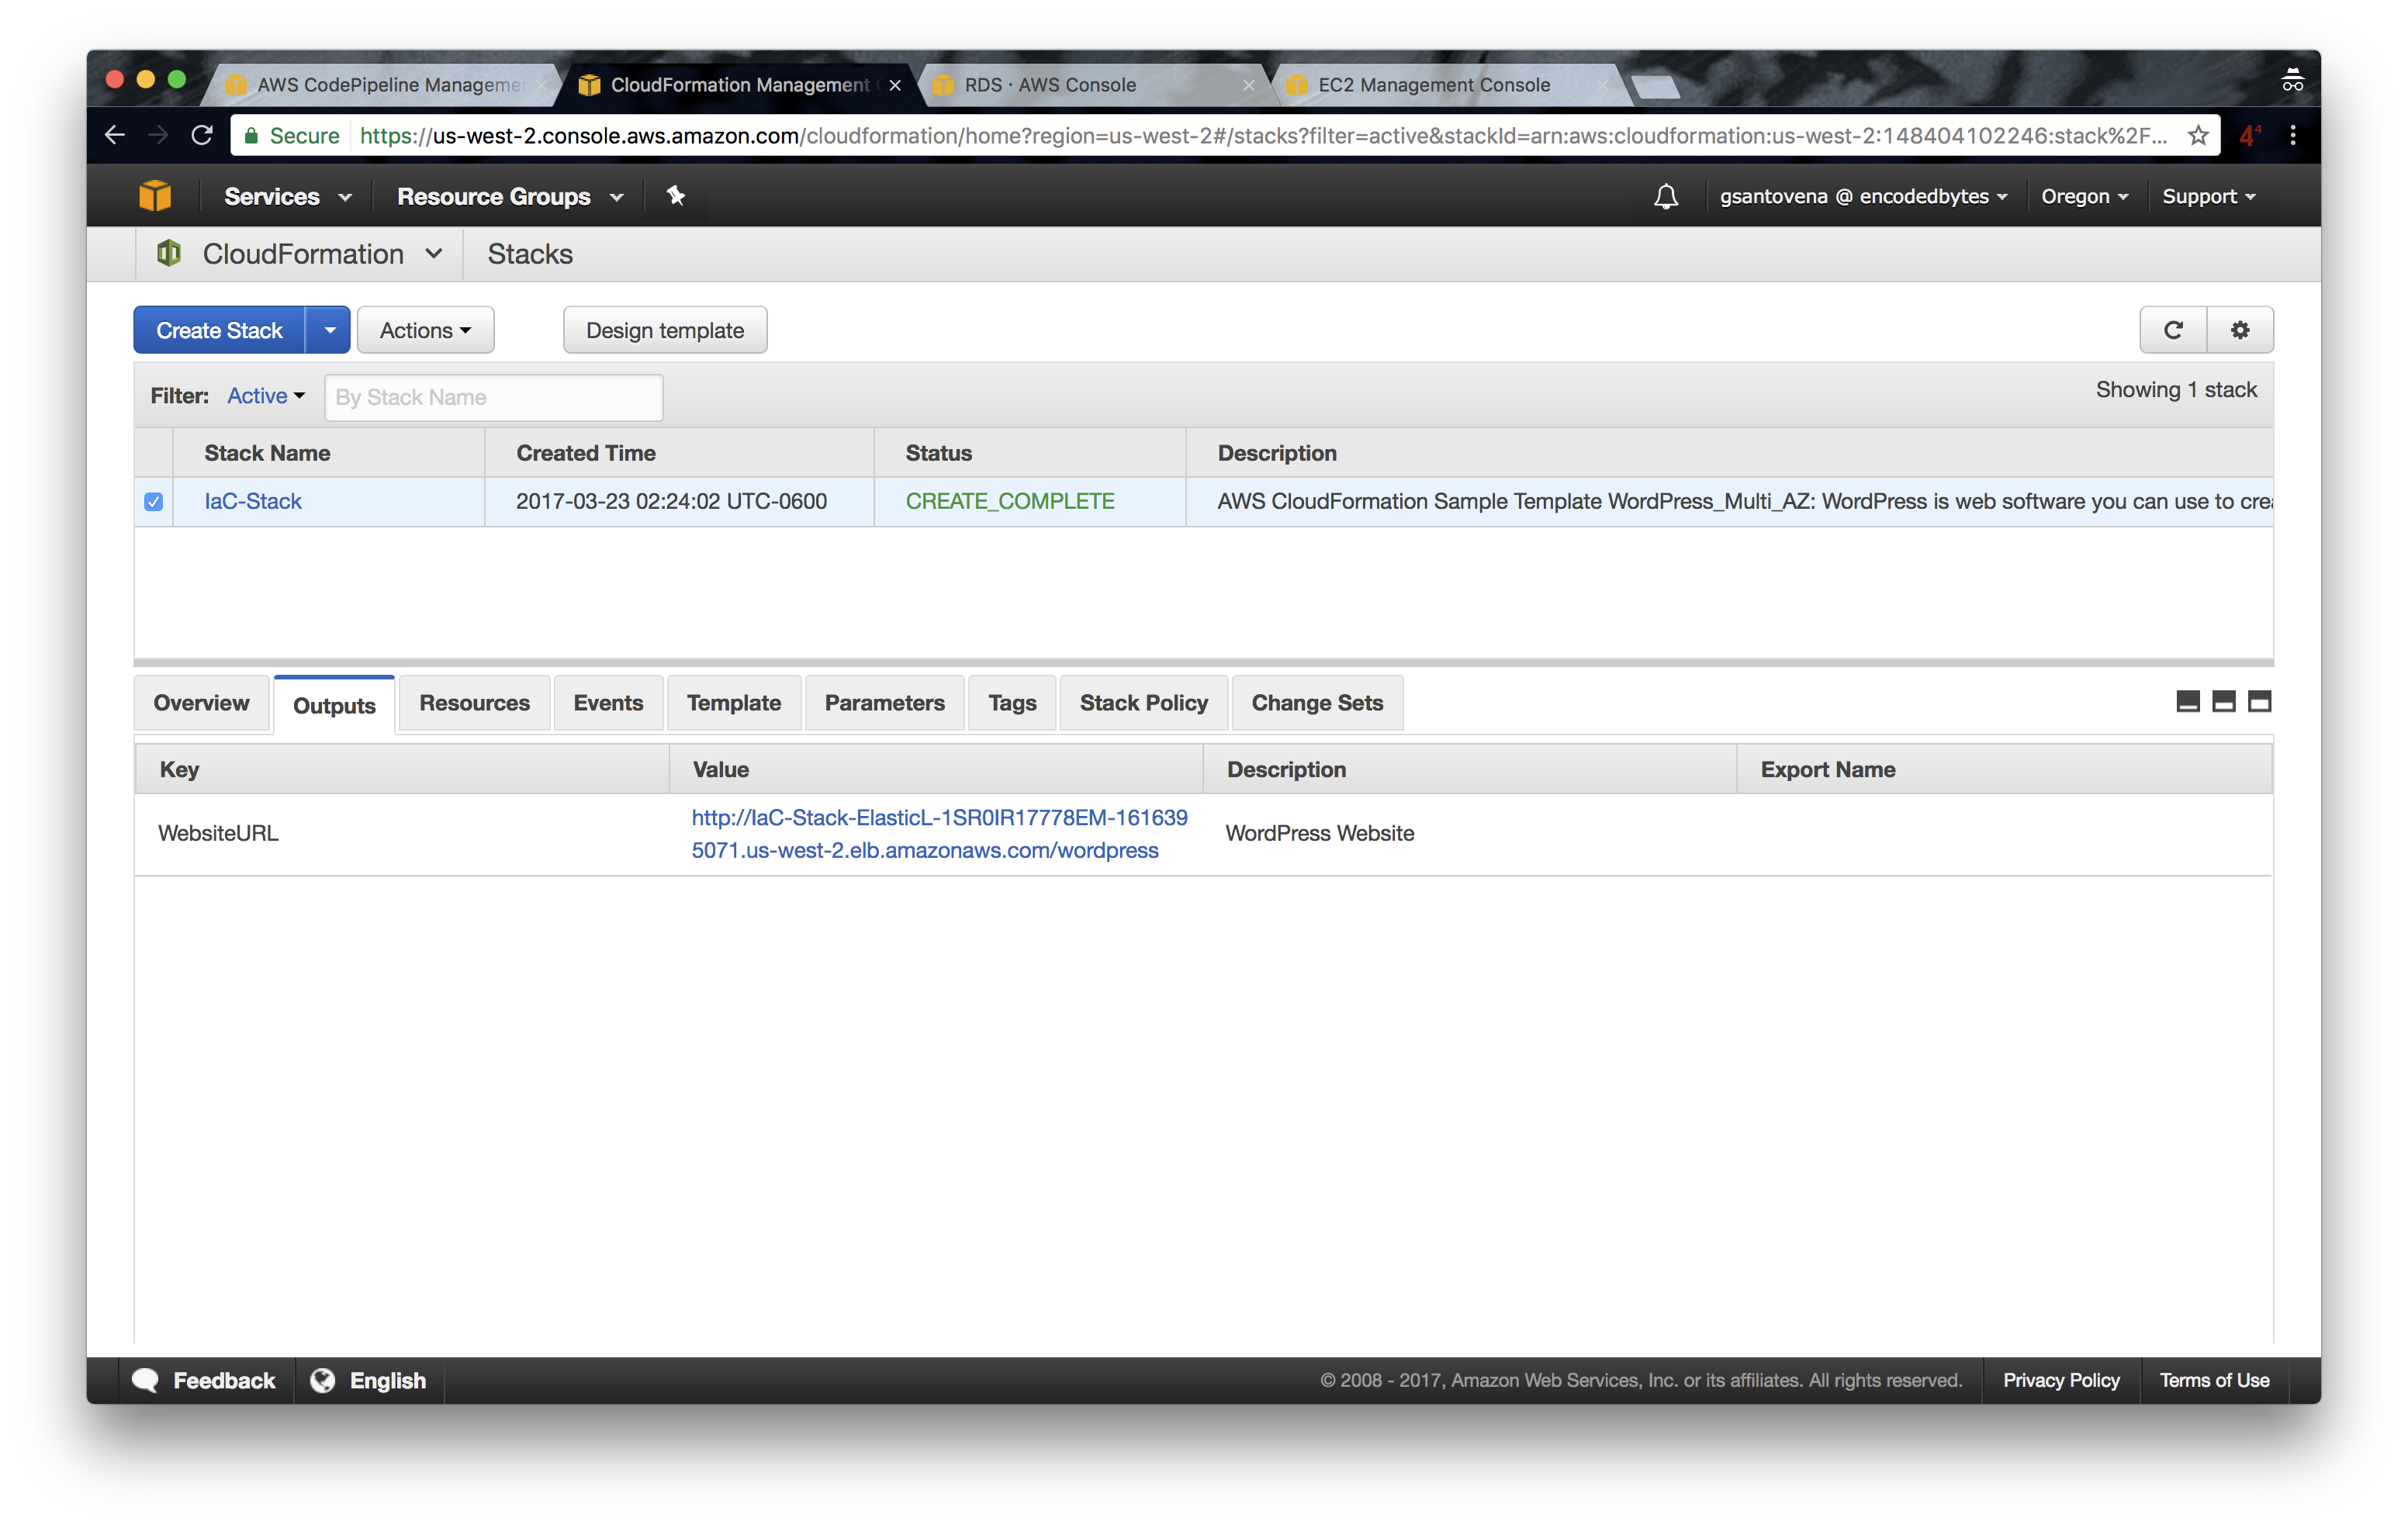 AWS CodePipeline Managemen
CloudFormation Management
RDS · AWS Console
EC2 Management Console
Secure https://us-west-2.console.aws.amazon.com/cloudformation/home?region=us-west-2#/stacks?filter=active&stackId=arn:aws:cloudformation:us-west-2:148404102246:stack%2F... 4⁴
Services Resource Groups gsantovena @ encodedbytes Oregon Support
CloudFormation Stacks
Create Stack Actions Design template
Filter: Active By Stack Name Showing 1 stack
Stack Name Created Time Status Description
IaC-Stack 2017-03-23 02:24:02 UTC-0600 CREATE_COMPLETE AWS CloudFormation Sample Template WordPress_Multi_AZ: WordPress is web software you can use to crea
Overview Outputs Resources Events Template Parameters Tags Stack Policy Change Sets
Key Value Description Export Name
WebsiteURL http://IaC-Stack-ElasticL-1SR0IR17778EM-161639
5071.us-west-2.elb.amazonaws.com/wordpress WordPress Website
Feedback English © 2008 - 2017, Amazon Web Services, Inc. or its affiliates. All rights reserved. Privacy Policy Terms of Use